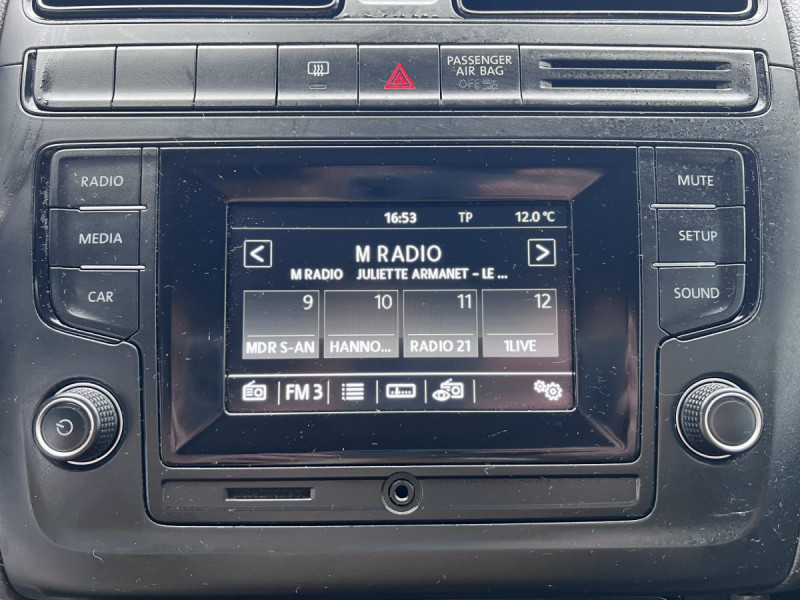 PASSENGER
AIR BAG
OFF
RADIO
MEDIA
CAR
16:53 TP 12.0 °C
< M RADIO >
M RADIO JULIETTE ARMANET - LE ...
9 10 11 12
MDR S-AN HANNO... RADIO 21 1LIVE
FM 3
MUTE
SETUP
SOUND